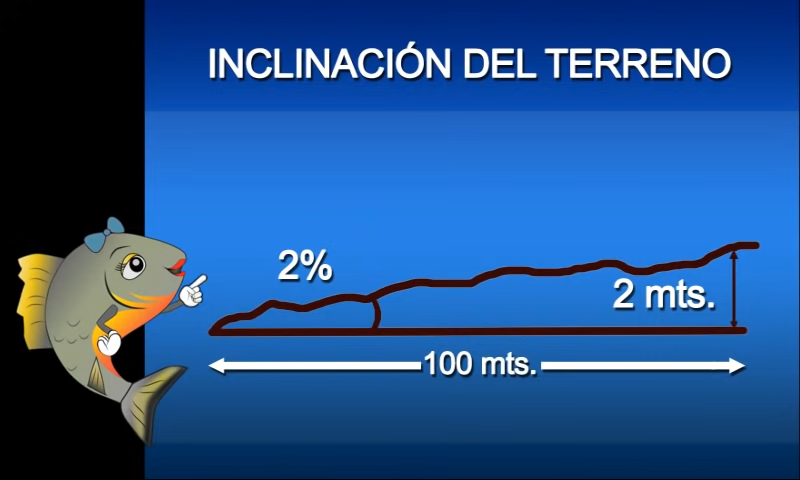 INCLINACIÓN DEL TERRENO
2%
2 mts.
100 mts.